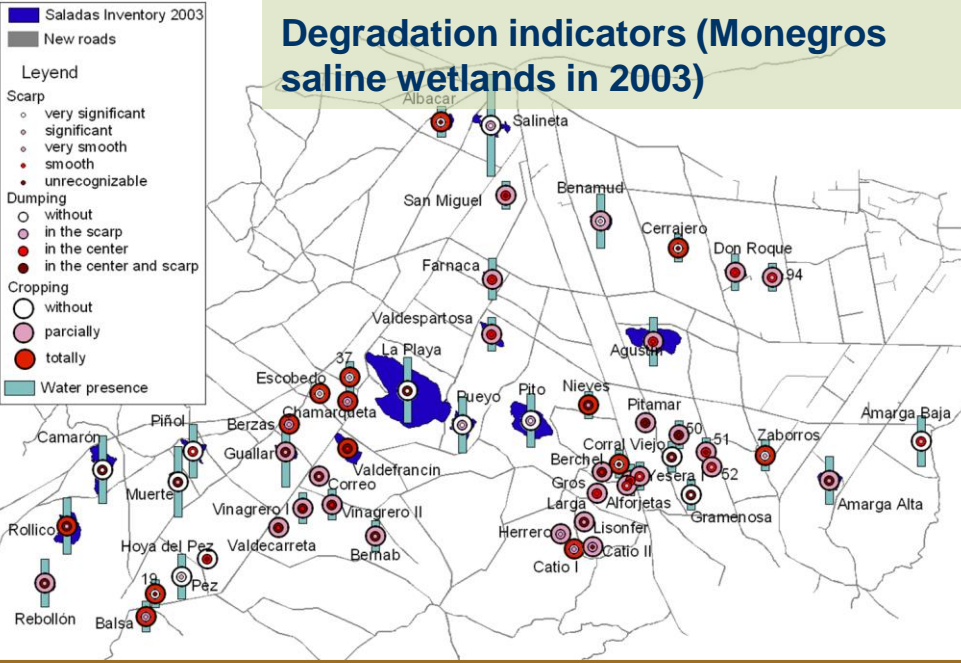 Degradation indicators (Monegros
saline wetlands in 2003)
Saladas Inventory 2003
New roads
Leyend
Scarp
very significant
significant
very smooth
smooth
unrecognizable
Dumping
without
in the scarp
in the center
in the center and scarp
Cropping
without
parcially
totally
Water presence
Albacar
Salineta
San Miguel
Benamud
Cerrajero
Don Roque
94
Farnaca
Valdespartosa
Agustín
La Playa
37
Escobedo
Chamarqueta
Pueyo
Pito
Nieves
Pitamar
Amarga Baja
Piñol
Berzas
Camarón
Guallar
Corral Viejo
50
51
Zaborros
Valdefrancin
Berchel
Yesera I
52
Muerte
Correo
Gros
Alforjetas
Amarga Alta
Vinagrero I
Vinagrero II
Larga
Gramenosa
Rollico
Hoya del Pez
Valdecarreta
Bernab
Herrero
Lisonfer
Catio II
Catio I
19
Pez
Rebollón
Balsa